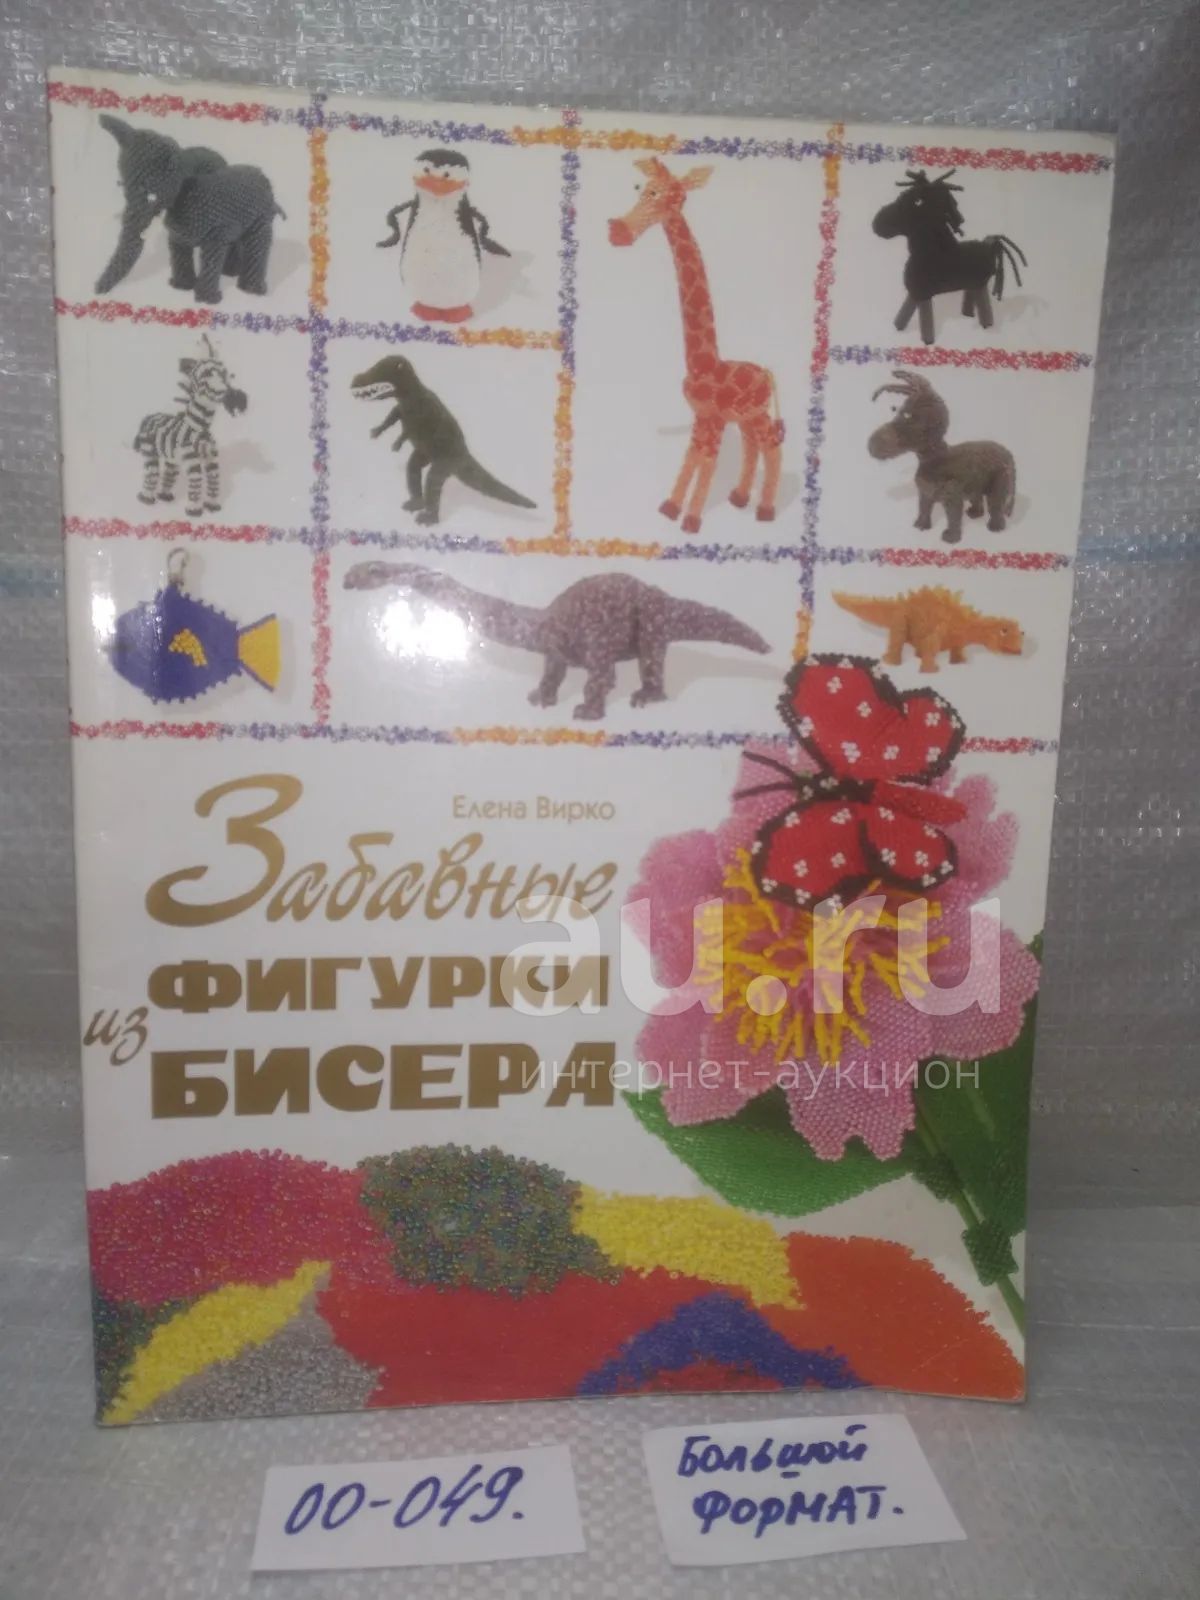 Елена Вирко
Забавные
ФИГУРКИ
из
БИСЕРА
au.ru
интернет-аукцион
00-049.
БОЛЬШОЙ
ФОРМАТ.